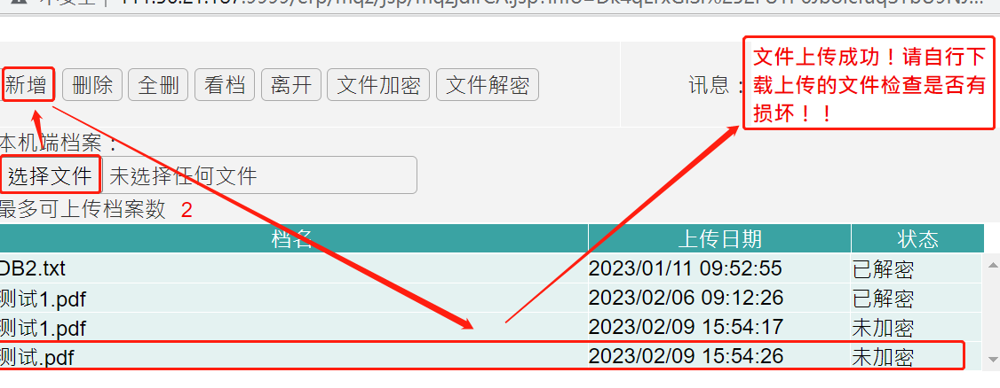 新增 删除 全删 看档 离开 文件加密 文件解密
讯息：
文件上传成功！请自行下
载上传的文件检查是否有
损坏！！
本机端档案：
选择文件 未选择任何文件
最多可上传档案数 2
档名 上传日期 状态
DB2.txt 2023/01/11 09:52:55 已解密
测试1.pdf 2023/02/06 09:12:26 已解密
测试1.pdf 2023/02/09 15:54:17 未加密
测试.pdf 2023/02/09 15:54:26 未加密